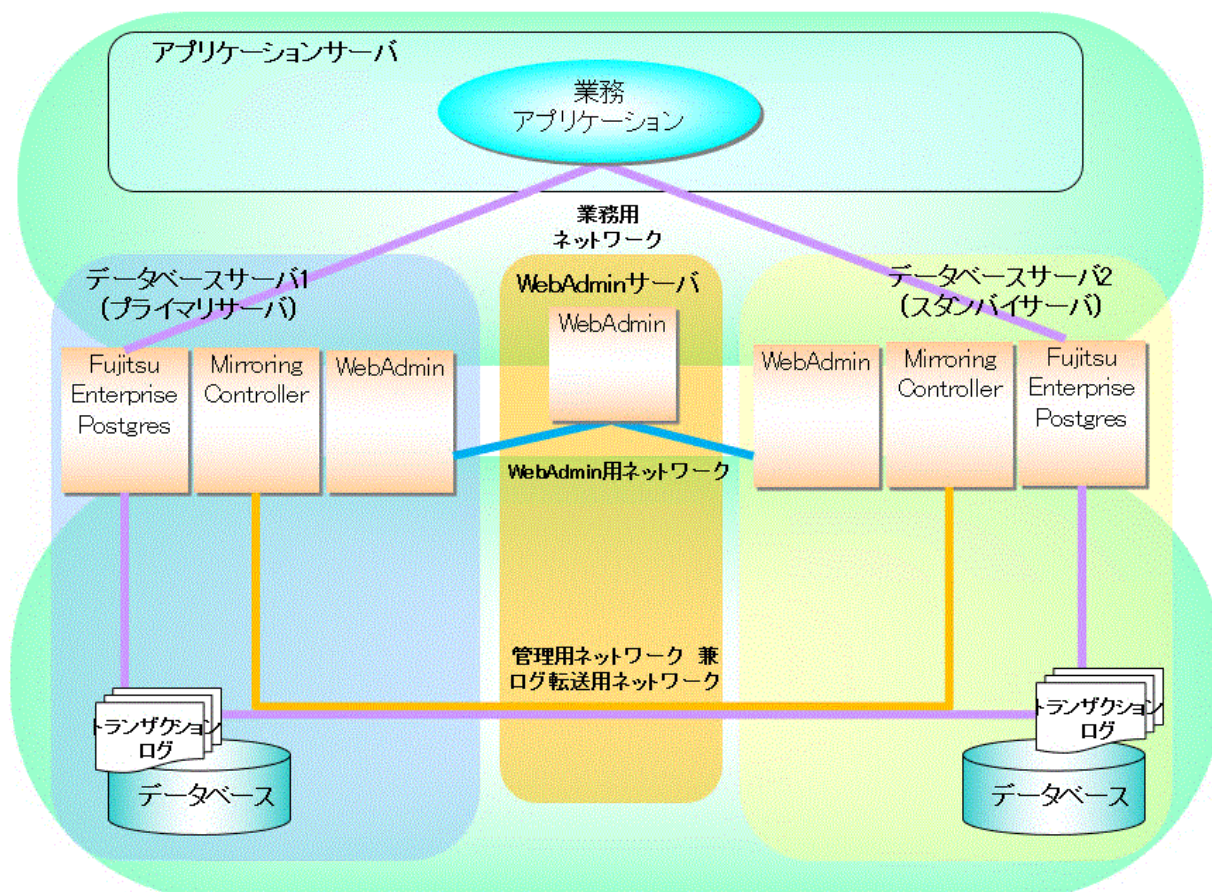 アプリケーションサーバ
業務
アプリケーション
業務用
ネットワーク
データベースサーバ1
(プライマリサーバ)
WebAdminサーバ
データベースサーバ2
(スタンバイサーバ)
Fujitsu
Enterprise
Postgres
Mirroring
Controller
WebAdmin
WebAdmin
WebAdmin
Mirroring
Controller
Fujitsu
Enterprise
Postgres
WebAdmin用ネットワーク
管理用ネットワーク 兼
ログ転送用ネットワーク
トランザクション
ログ
データベース
トランザクション
ログ
データベース